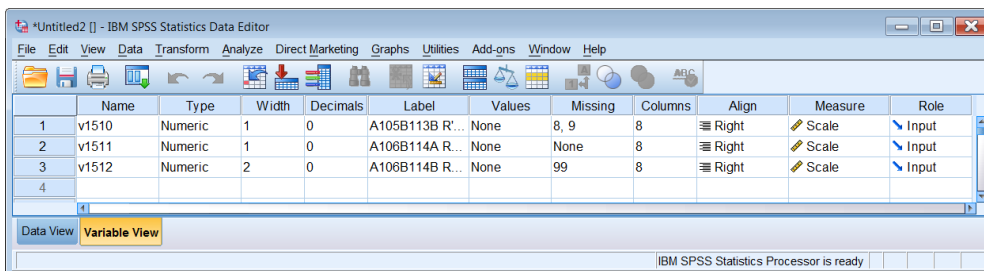 *Untitled2 [] - IBM SPSS Statistics Data Editor
File Edit View Data Transform Analyze Direct Marketing Graphs Utilities Add-ons Window Help
Name Type Width Decimals Label Values Missing Columns Align Measure Role
1 v1510 Numeric 1 0 A105B113B R'... None 8, 9 8 Right Scale Input
2 v1511 Numeric 1 0 A106B114A R... None None 8 Right Scale Input
3 v1512 Numeric 2 0 A106B114B R... None 99 8 Right Scale Input
4
Data View Variable View
IBM SPSS Statistics Processor is ready